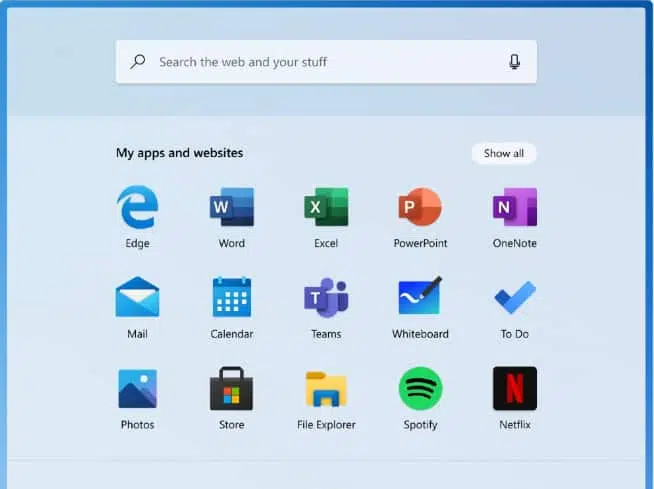 Search the web and your stuff
My apps and websites
Show all
W
X
P
N
Edge
Word
Excel
PowerPoint
OneNote
T
Mail
Calendar
Teams
Whiteboard
To Do
N
Photos
Store
File Explorer
Spotify
Netflix